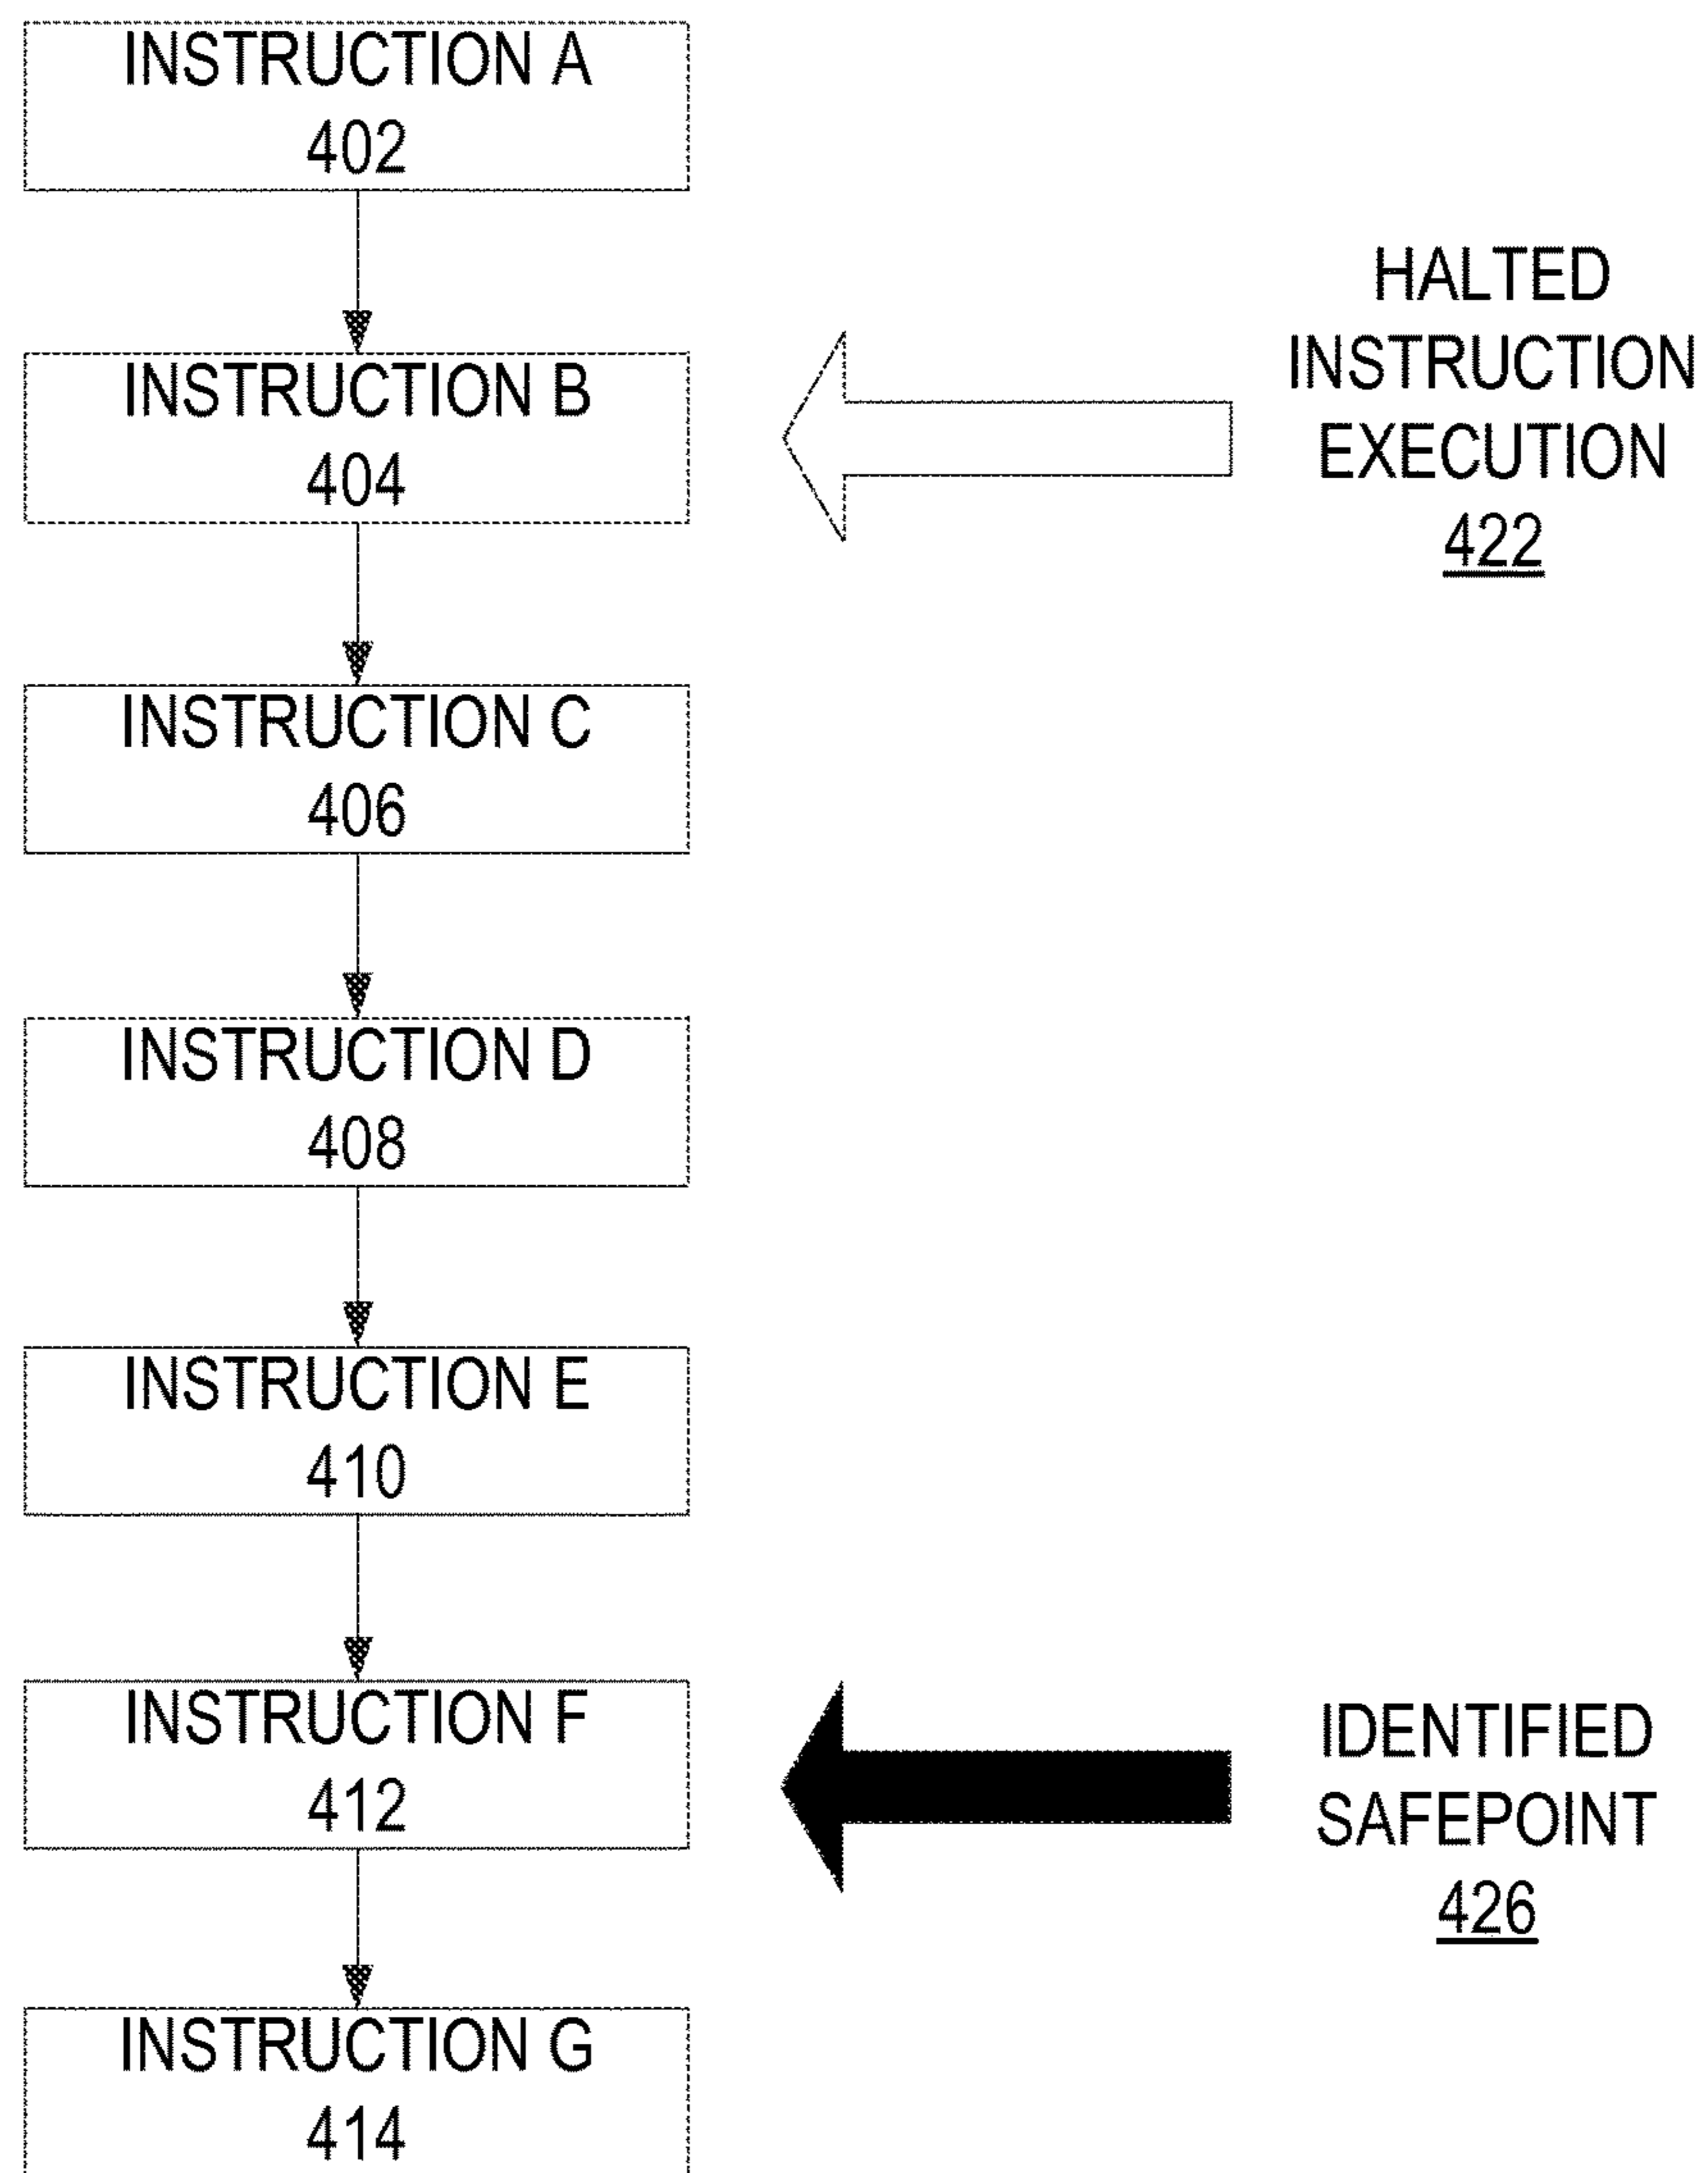 INSTRUCTION A
402
INSTRUCTION B
404
HALTED
INSTRUCTION
EXECUTION
422
INSTRUCTION C
406
INSTRUCTION D
408
INSTRUCTION E
410
INSTRUCTION F
412
IDENTIFIED
SAFEPOINT
426
INSTRUCTION G
414